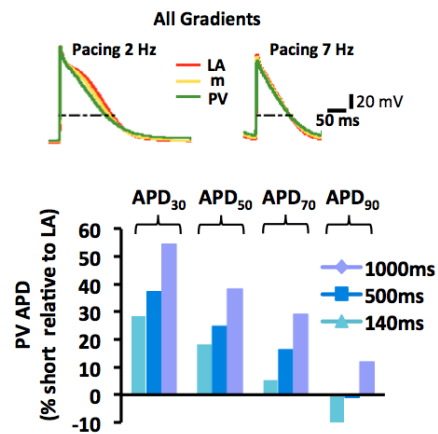 All Gradients
Pacing 2 Hz
Pacing 7 Hz
LA
m
PV
20 mV
50 ms
APD30 APD50 APD70 APD90
PV APD
(% short relative to LA)
60
50
40
30
20
10
0
-10
1000ms
500ms
140ms